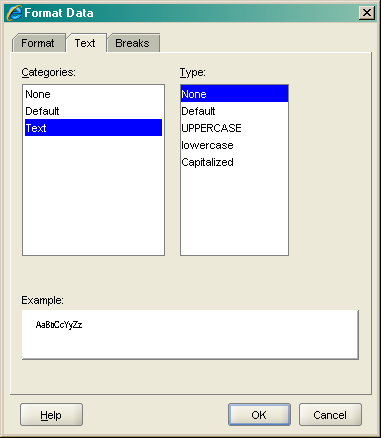 Format Data
Format Text Breaks
Categories: Type:
None None
Default Default
Text UPPERCASE
lowercase
Capitalized
Example:
AaBbCcYyZz
Help OK Cancel